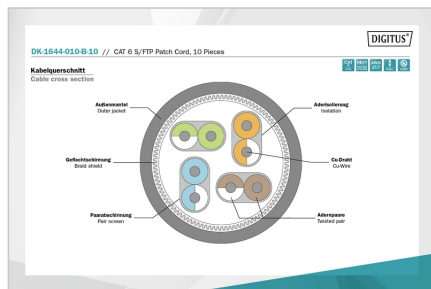 DIGITUS®
DK-1644-010-B-10 // CAT 6 S/FTP Patch Cord, 10 Pieces
Kabelquerschnitt
Cable cross section
Außenmantel
Outer jacket
Aderisolierung
Isolation
Geflechtschirmung
Braid shield
Cu-Draht
Cu-Wire
Paarabschirmung
Pair screen
Adernpaare
Twisted pair